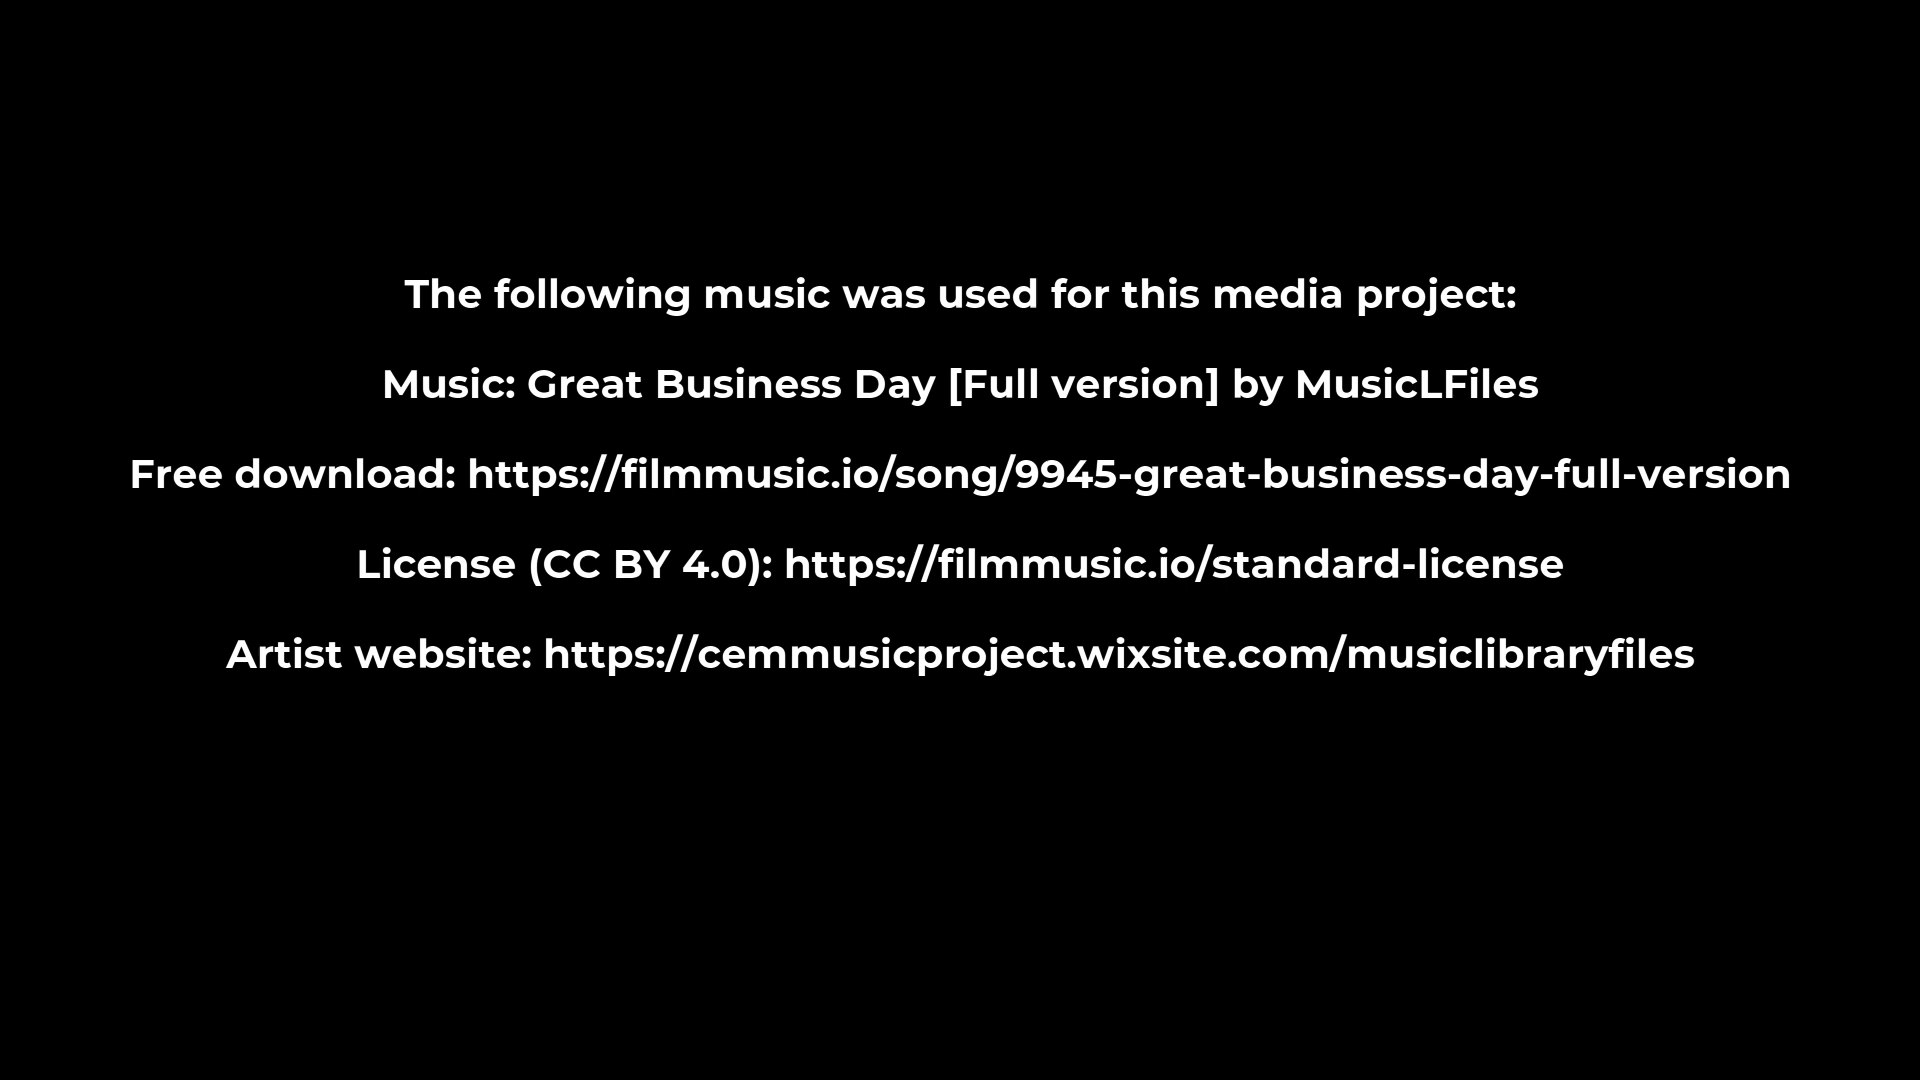 The following music was used for this media project:
Music: Great Business Day [Full version] by MusicLFiles
Free download: https://filmmusic.io/song/9945-great-business-day-full-version
License (CC BY 4.0): https://filmmusic.io/standard-license
Artist website: https://cemmusicproject.wixsite.com/musiclibraryfiles